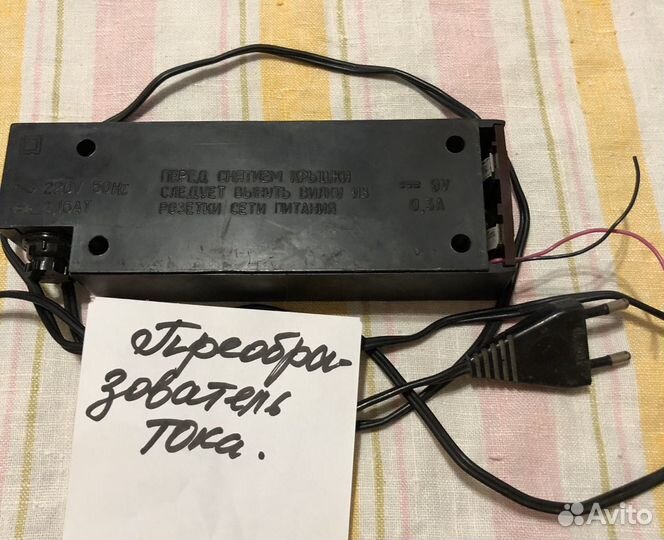 ~ 220V 50Hz
ПЕРЕД СНЯТИЕМ КРЫШКИ
СЛЕДУЕТ ВЫНУТЬ ВИЛКУ ИЗ
РОЗЕТКИ СЕТИ ПИТАНИЯ
9V
0,3A
Преобра-
зователь
тока.
Avito